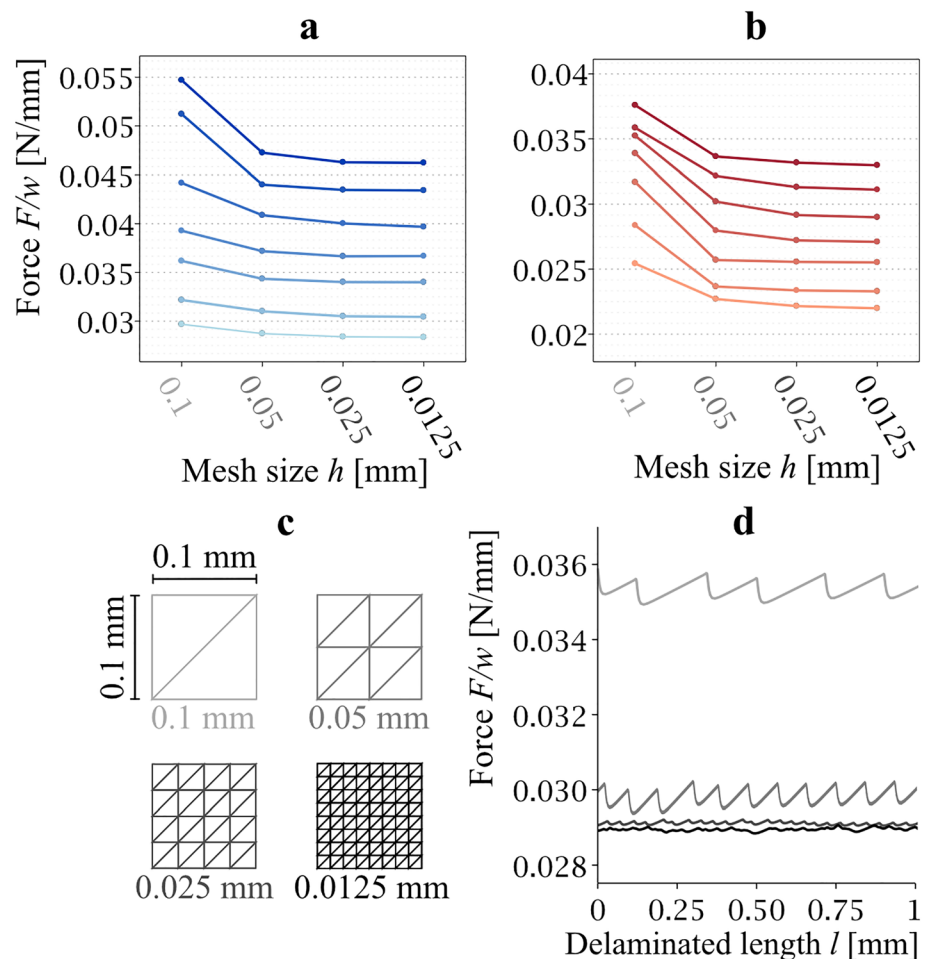 a
Force F/w [N/mm]
0.055
0.05
0.045
0.04
0.035
0.03
0.1
0.05
0.025
0.0125
Mesh size h [mm]
b
0.04
0.035
0.03
0.025
0.02
0.1
0.05
0.025
0.0125
Mesh size h [mm]
c
0.1 mm
0.1 mm
0.1 mm
0.05 mm
0.025 mm
0.0125 mm
d
Force F/w [N/mm]
0.036
0.034
0.032
0.030
0.028
0
0.25
0.50
0.75
1
Delaminated length l [mm]